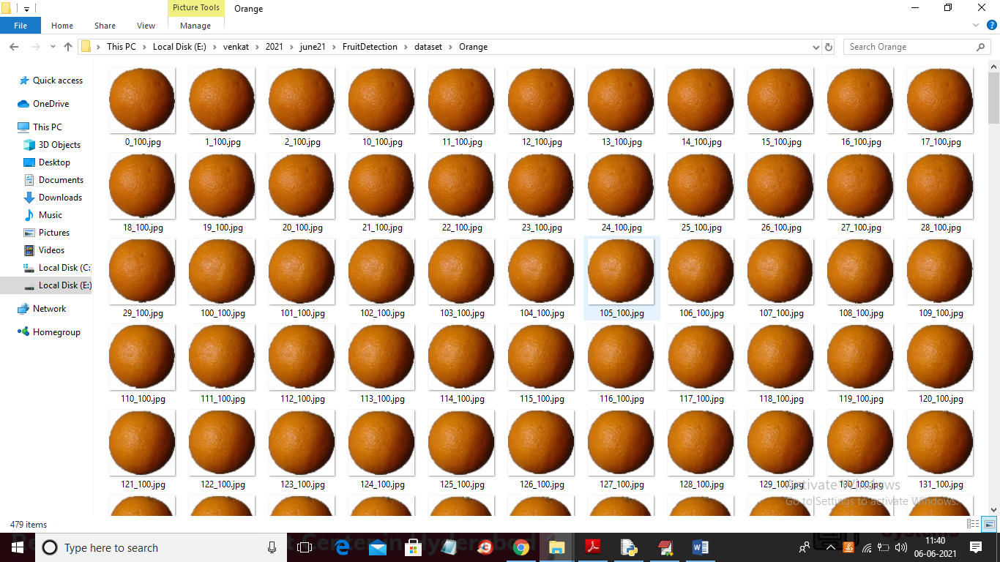 Picture Tools
Orange
File
Home
Share
View
Manage
This PC
Local Disk (E:)
venkat
2021
june21
FruitDetection
dataset
Orange
Search Orange
Quick access
OneDrive
This PC
3D Objects
Desktop
Documents
Downloads
Music
Pictures
Videos
Local Disk (C:
Local Disk (E:)
Network
Homegroup
0_100.jpg
1_100.jpg
2_100.jpg
10_100.jpg
11_100.jpg
12_100.jpg
13_100.jpg
14_100.jpg
15_100.jpg
16_100.jpg
17_100.jpg
18_100.jpg
19_100.jpg
20_100.jpg
21_100.jpg
22_100.jpg
23_100.jpg
24_100.jpg
25_100.jpg
26_100.jpg
27_100.jpg
28_100.jpg
29_100.jpg
100_100.jpg
101_100.jpg
102_100.jpg
103_100.jpg
104_100.jpg
105_100.jpg
106_100.jpg
107_100.jpg
108_100.jpg
109_100.jpg
110_100.jpg
111_100.jpg
112_100.jpg
113_100.jpg
114_100.jpg
115_100.jpg
116_100.jpg
117_100.jpg
118_100.jpg
119_100.jpg
120_100.jpg
121_100.jpg
122_100.jpg
123_100.jpg
124_100.jpg
125_100.jpg
126_100.jpg
127_100.jpg
128_100.jpg
129_100.jpg
130_100.jpg
131_100.jpg
Activate Windows
Go to Settings to activate Windows.
479 items
Type here to search
Center in Hyderabad
Systems
11:40
06-06-2021